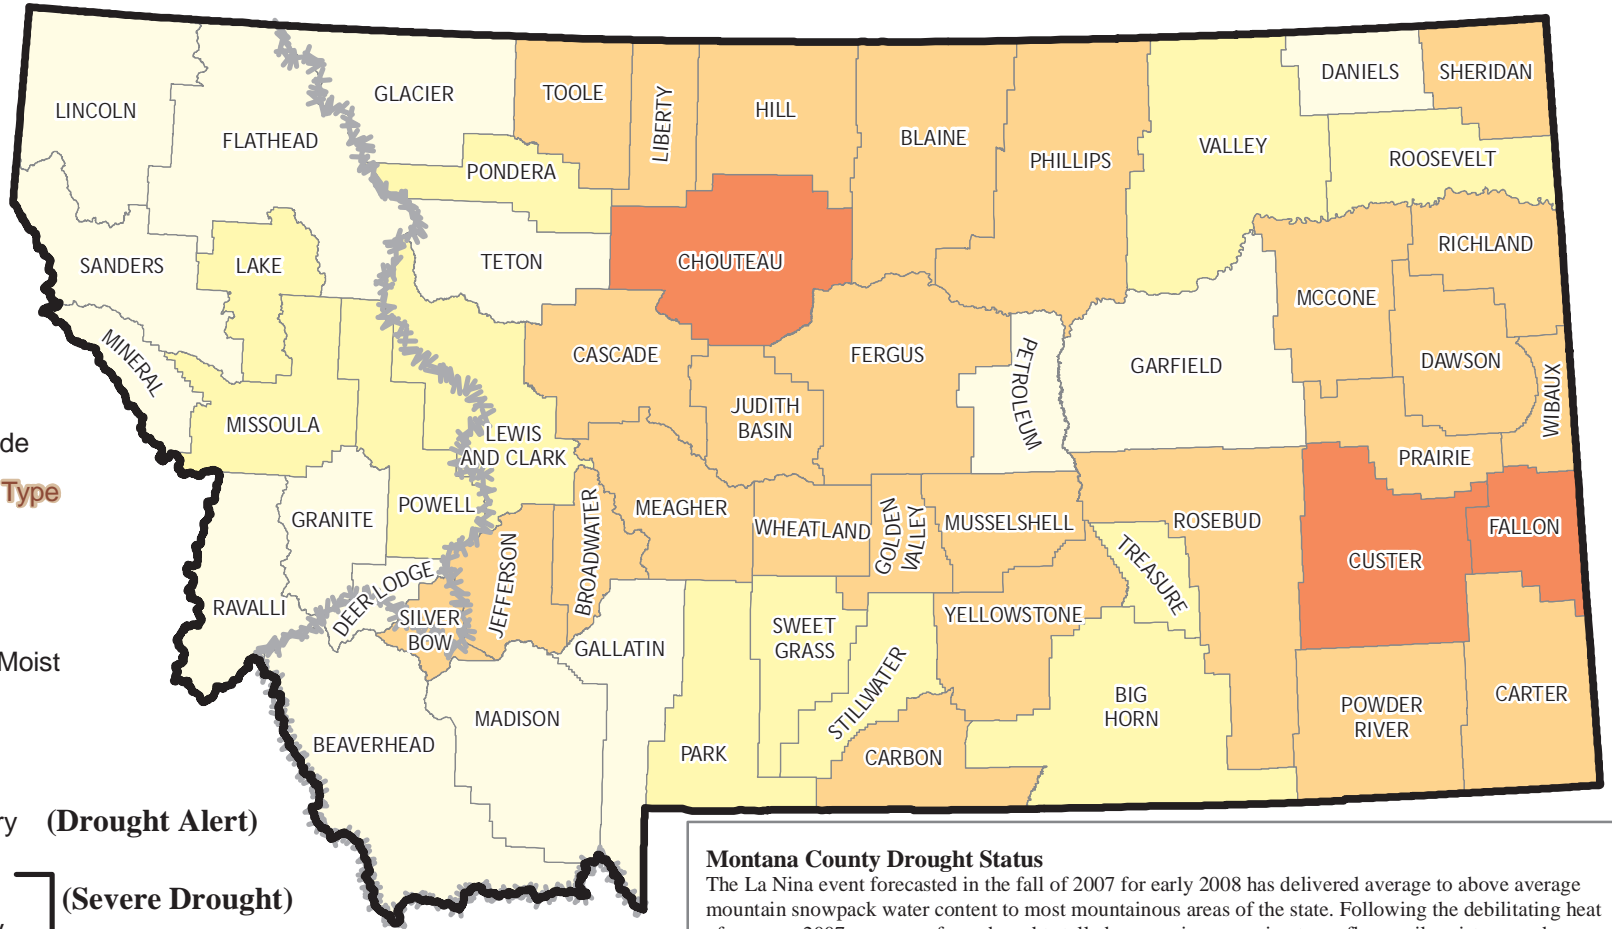 LINCOLN
FLATHEAD
GLACIER
TOOLE
LIBERTY
HILL
BLAINE
PHILLIPS
VALLEY
DANIELS
SHERIDAN
ROOSEVELT
PONDERA
SANDERS
LAKE
TETON
CHOUTEAU
RICHLAND
MCCONE
MINERAL
CASCADE
FERGUS
PETROLEUM
GARFIELD
DAWSON
WIBAUX
MISSOULA
LEWIS
AND CLARK
JUDITH
BASIN
PRAIRIE
de
Type
GRANITE
POWELL
MEAGHER
WHEATLAND
GOLDEN
VALLEY
MUSSELSHELL
ROSEBUD
TREASURE
CUSTER
FALLON
RAVALLI
DEER LODGE
SILVER
BOW
JEFFERSON
BROADWATER
GALLATIN
SWEET
GRASS
STILLWATER
YELLOWSTONE
Moist
BEAVERHEAD
MADISON
PARK
CARBON
BIG
HORN
POWDER
RIVER
CARTER
ry (Drought Alert)
(Severe Drought)
Montana County Drought Status
The La Nina event forecasted in the fall of 2007 for early 2008 has delivered average to above average
mountain snowpack water content to most mountainous areas of the state. Following the debilitating heat